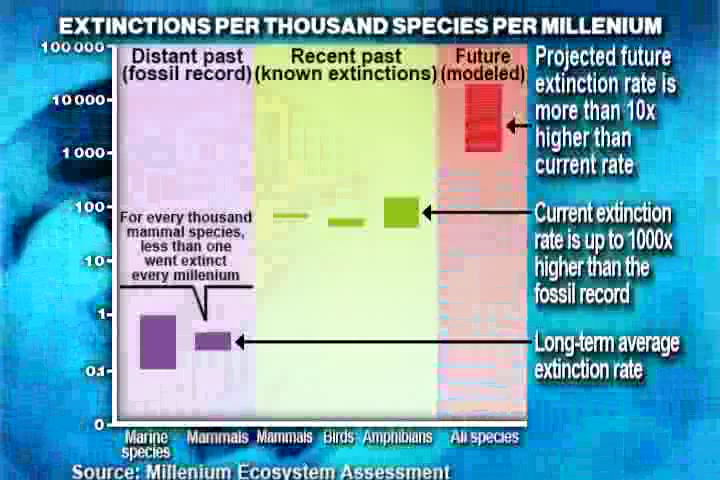 EXTINCTIONS PER THOUSAND SPECIES PER MILLENIUM
100 000
10 000
1 000
100
10
1
0.1
0
Distant past
(fossil record)
Recent past
(known extinctions)
Future
(modeled)
For every thousand
mammal species,
less than one
went extinct
every millenium
Projected future
extinction rate is
more than 10x
higher than
current rate
Current extinction
rate is up to 1000x
higher than the
fossil record
Long-term average
extinction rate
Marine
species
Mammals
Mammals
Birds
Amphibians
All species
Source: Millenium Ecosystem Assessment